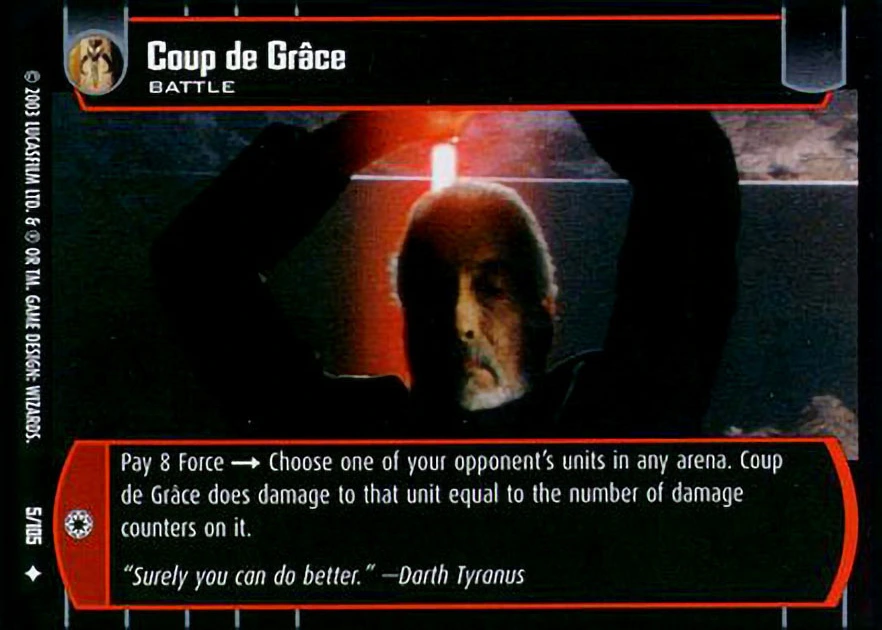 Coup de Grâce
BATTLE
Pay 8 Force → Choose one of your opponent's units in any arena. Coup
de Grâce does damage to that unit equal to the number of damage
counters on it.
"Surely you can do better." —Darth Tyranus
© 2003 LUCASFILM LTD. & ® OR TM. GAME DESIGN: WIZARDS. 5/105